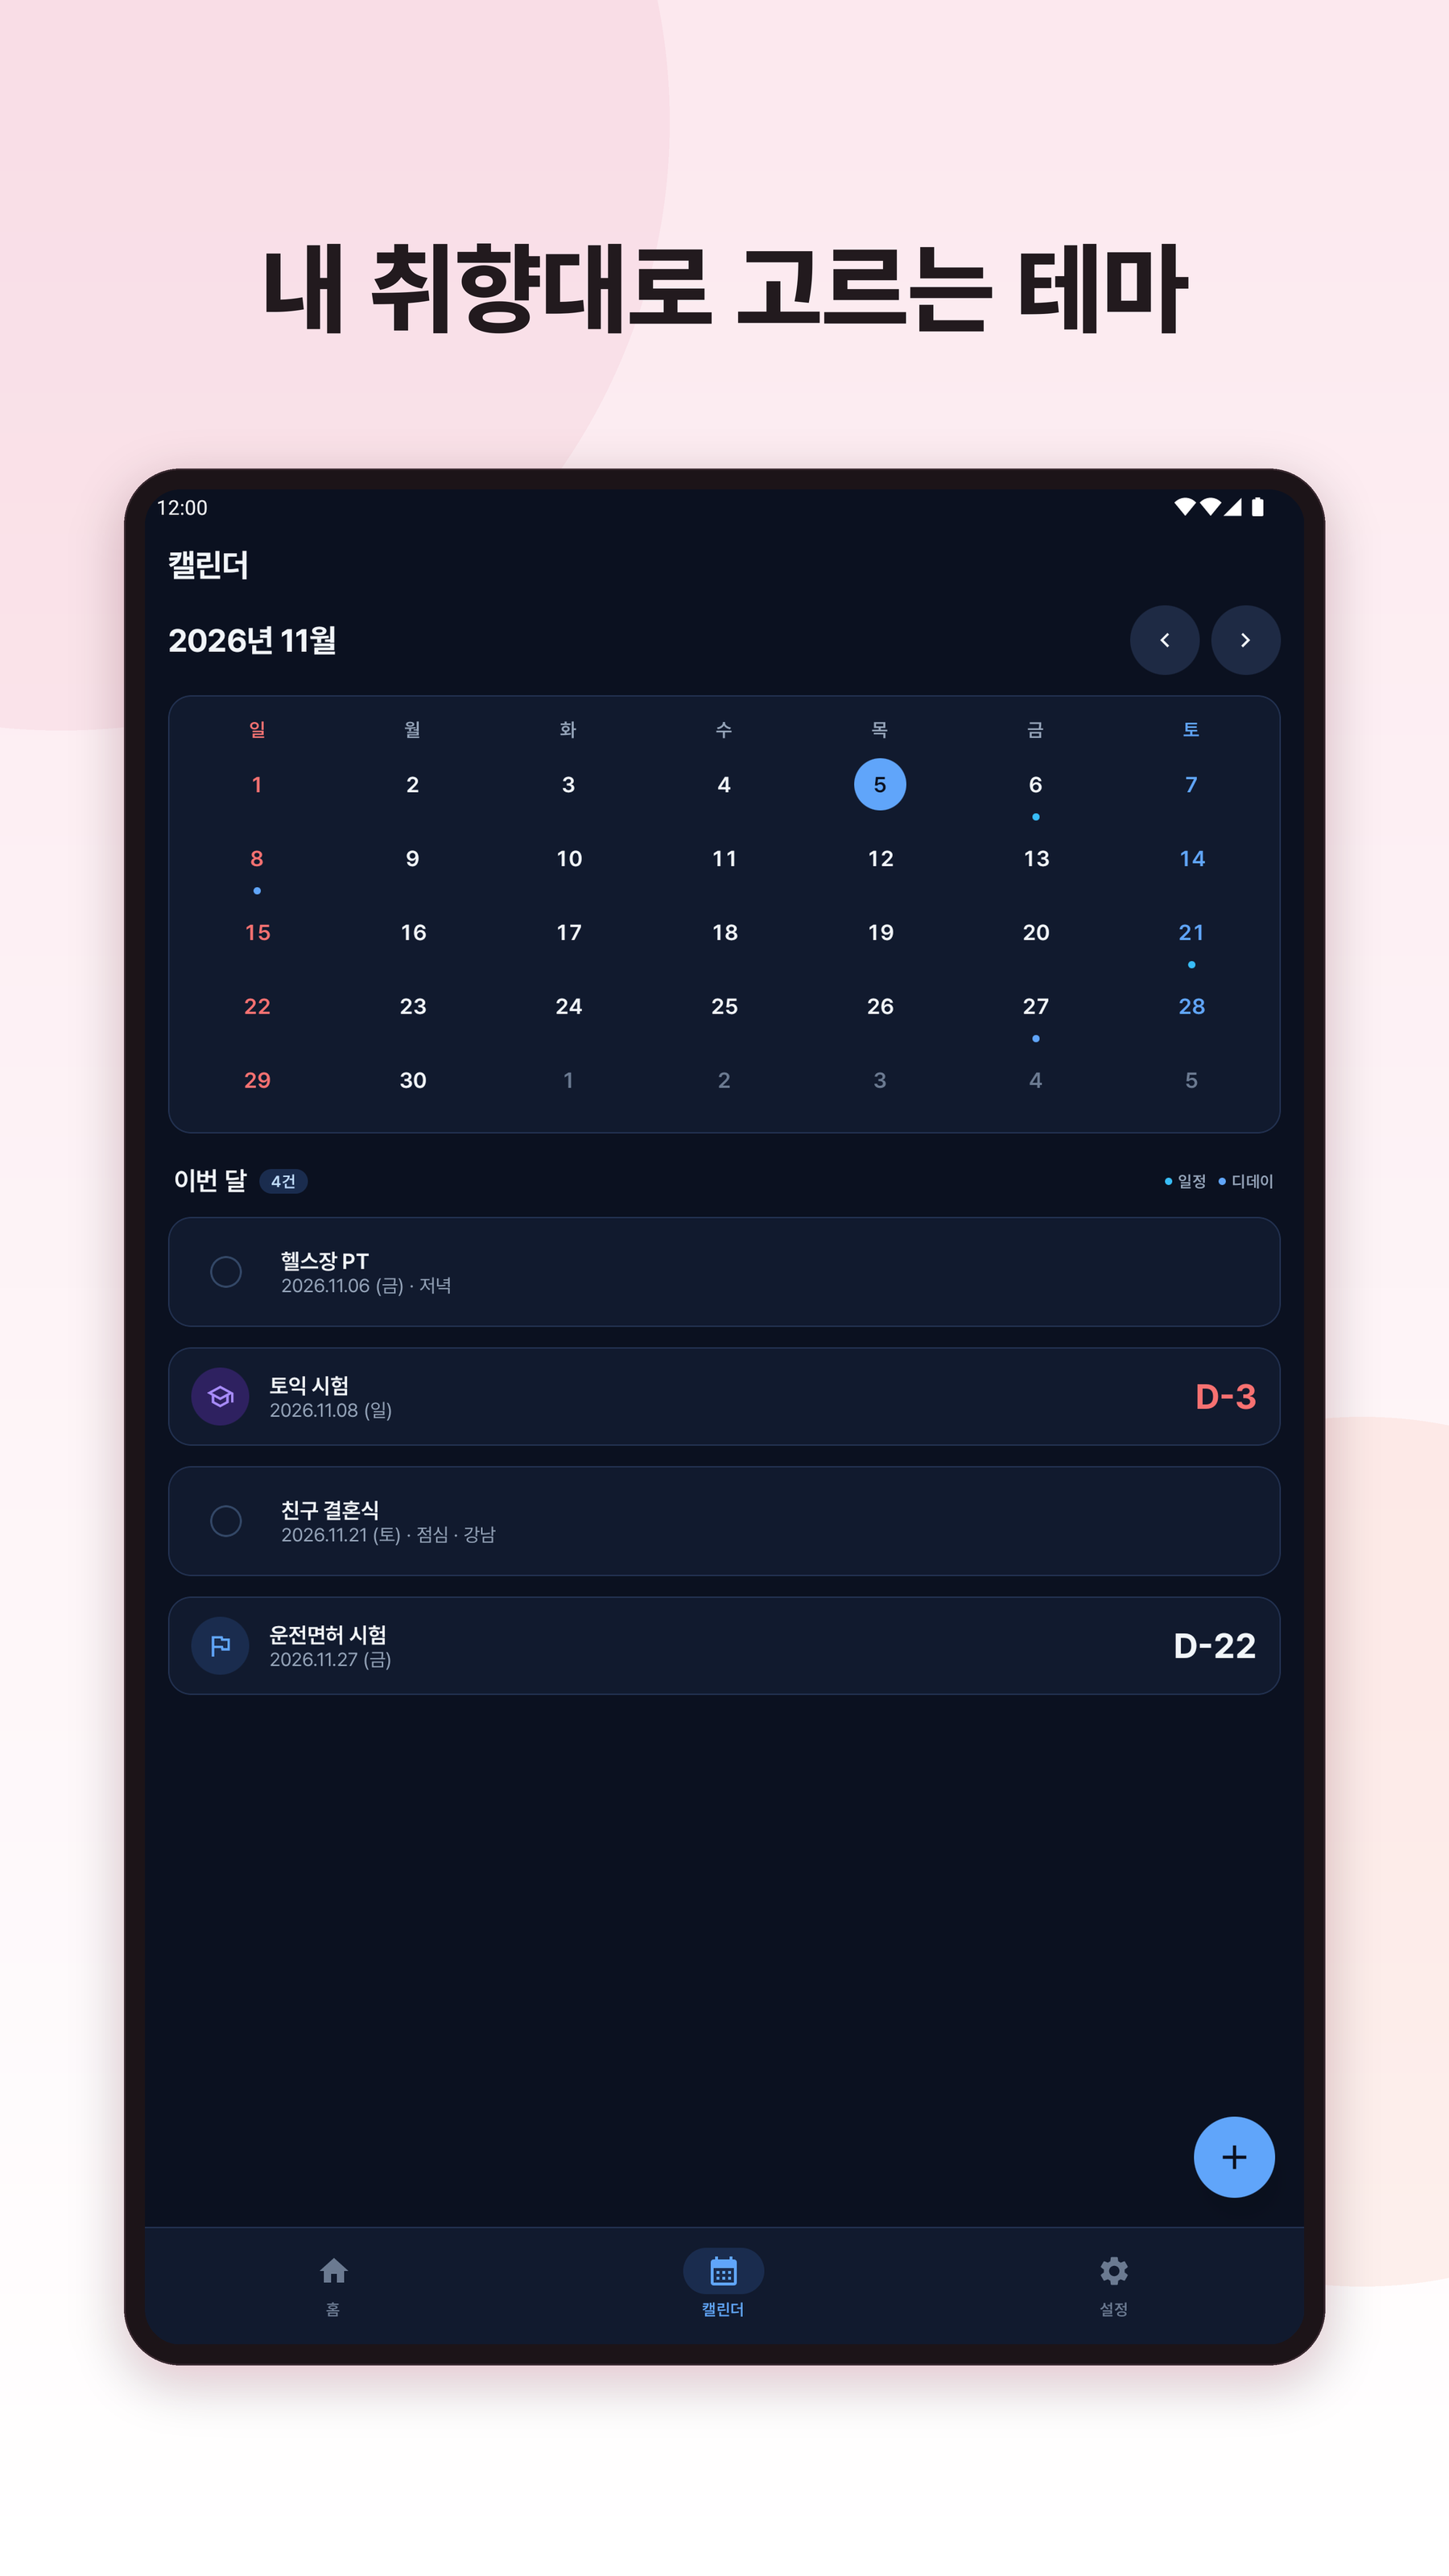 내 취향대로 고르는 테마
12:00
캘린더
2026년 11월
일 월 화 수 목 금 토
1 2 3 4 5 6 7
8 9 10 11 12 13 14
15 16 17 18 19 20 21
22 23 24 25 26 27 28
29 30 1 2 3 4 5
이번 달 4건 일정 디데이
헬스장 PT
2026.11.06 (금) · 저녁
토익 시험
2026.11.08 (일)
D-3
친구 결혼식
2026.11.21 (토) · 점심 · 강남
운전면허 시험
2026.11.27 (금)
D-22
홈 캘린더 설정